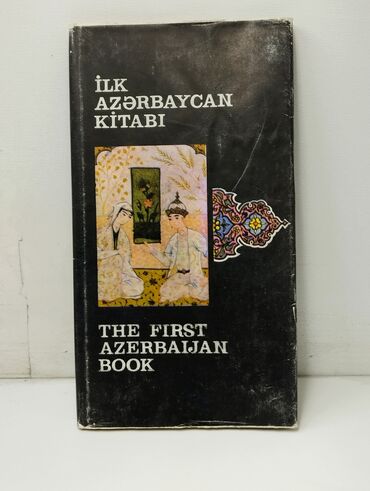 İLK
AZƏRBAYCAN
KİTABI
THE FIRST
AZERBAIJAN
BOOK